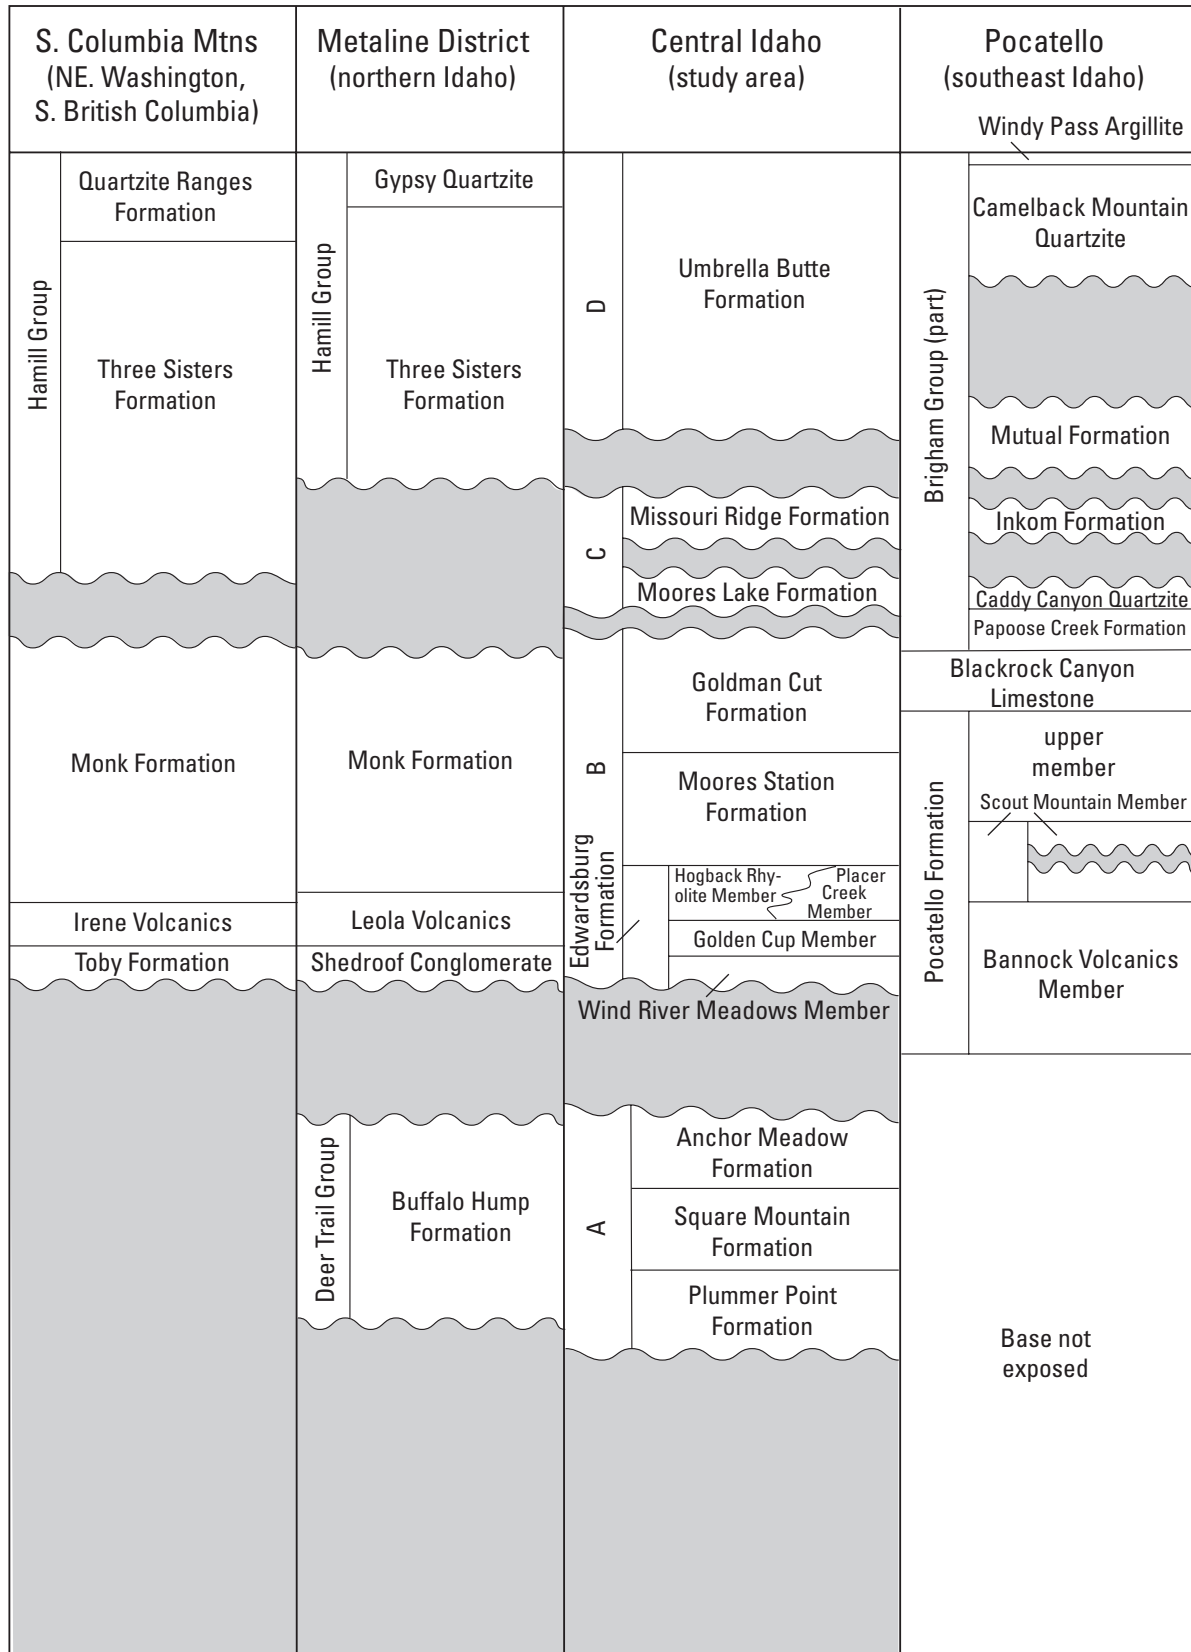 S. Columbia Mtns
(NE. Washington,
S. British Columbia)
Metaline District
(northern Idaho)
Central Idaho
(study area)
Pocatello
(southeast Idaho)
Windy Pass Argillite
Hamill Group
Quartzite Ranges
Formation
Three Sisters
Formation
Monk Formation
Irene Volcanics
Toby Formation
Hamill Group
Gypsy Quartzite
Three Sisters
Formation
Monk Formation
Leola Volcanics
Shedroof Conglomerate
Deer Trail Group
Buffalo Hump
Formation
D
Umbrella Butte
Formation
C
Missouri Ridge Formation
Moores Lake Formation
B
Goldman Cut
Formation
Moores Station
Formation
Edwardsburg
Formation
Hogback Rhy-
olite Member
Placer
Creek
Member
Golden Cup Member
Wind River Meadows Member
A
Anchor Meadow
Formation
Square Mountain
Formation
Plummer Point
Formation
Brigham Group (part)
Camelback Mountain
Quartzite
Mutual Formation
Inkom Formation
Caddy Canyon Quartzite
Papoose Creek Formation
Blackrock Canyon
Limestone
Pocatello Formation
upper
member
Scout Mountain Member
Bannock Volcanics
Member
Base not
exposed